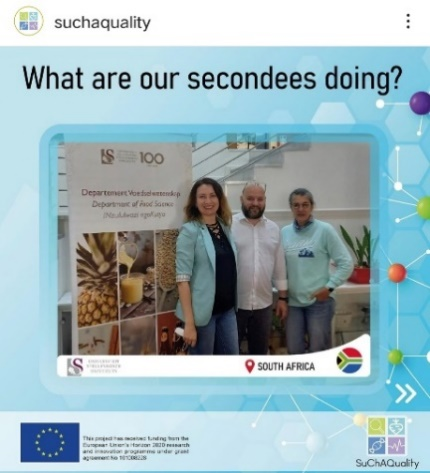 suchaquality
What are our secondees doing?
100
Departement Voedselwetenskap
Department of Food Science
SOUTH AFRICA
This project has received funding from the
European Union's Horizon 2020 research
and innovation programme under grant
SuChAQuality